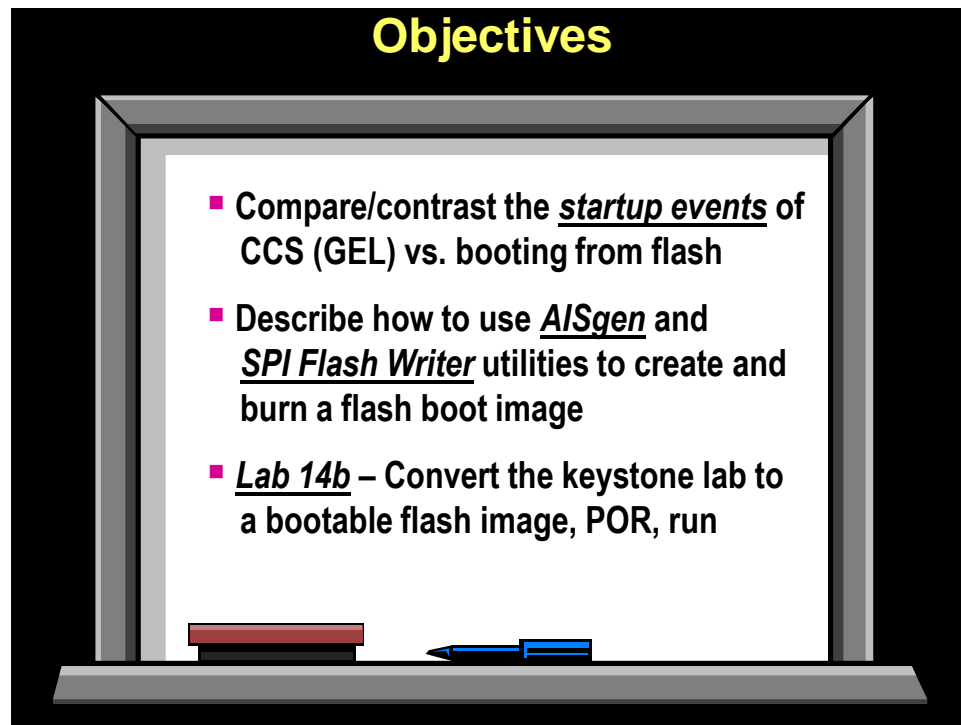 Objectives
▪ Compare/contrast the startup events of
CCS (GEL) vs. booting from flash
▪ Describe how to use AISgen and
SPI Flash Writer utilities to create and
burn a flash boot image
▪ Lab 14b – Convert the keystone lab to
a bootable flash image, POR, run